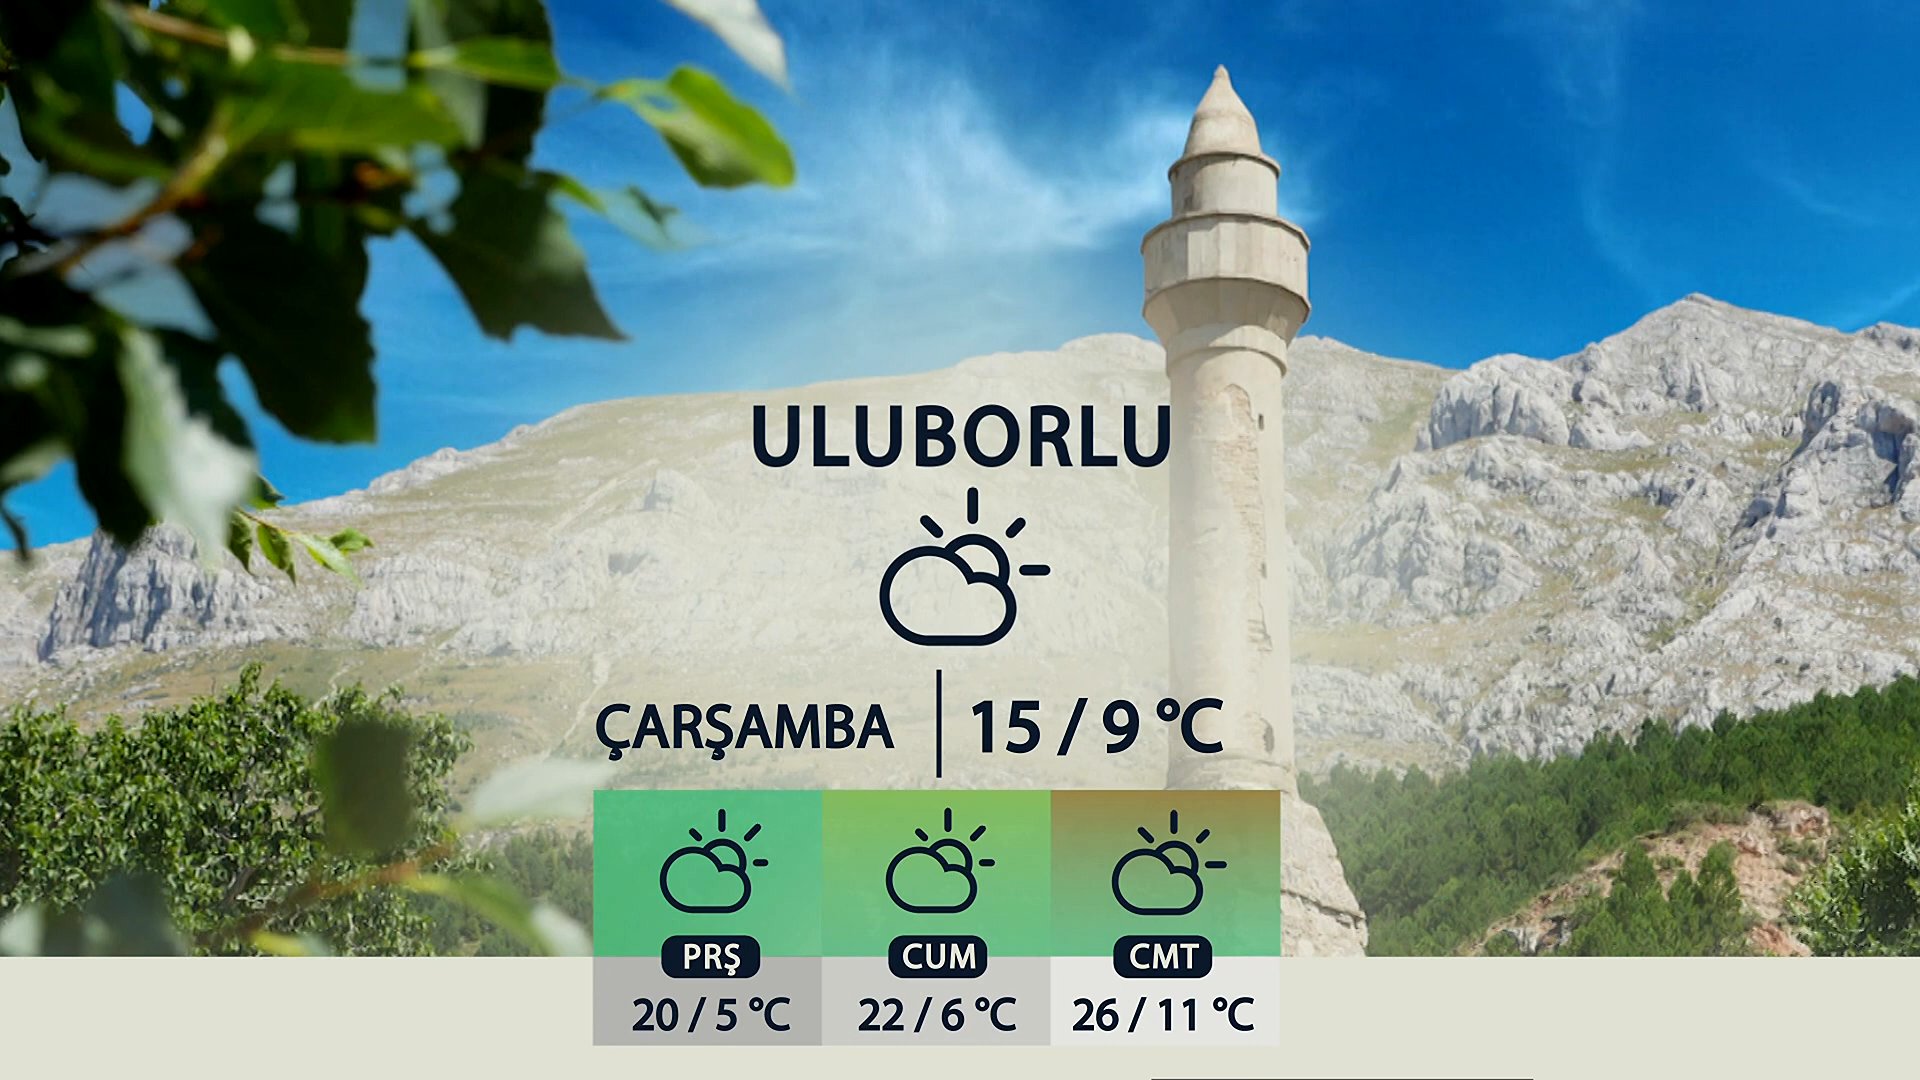 ULUBORLU
ÇARŞAMBA 15 / 9 °C
PRŞ CUM CMT
20 / 5 °C 22 / 6 °C 26 / 11 °C